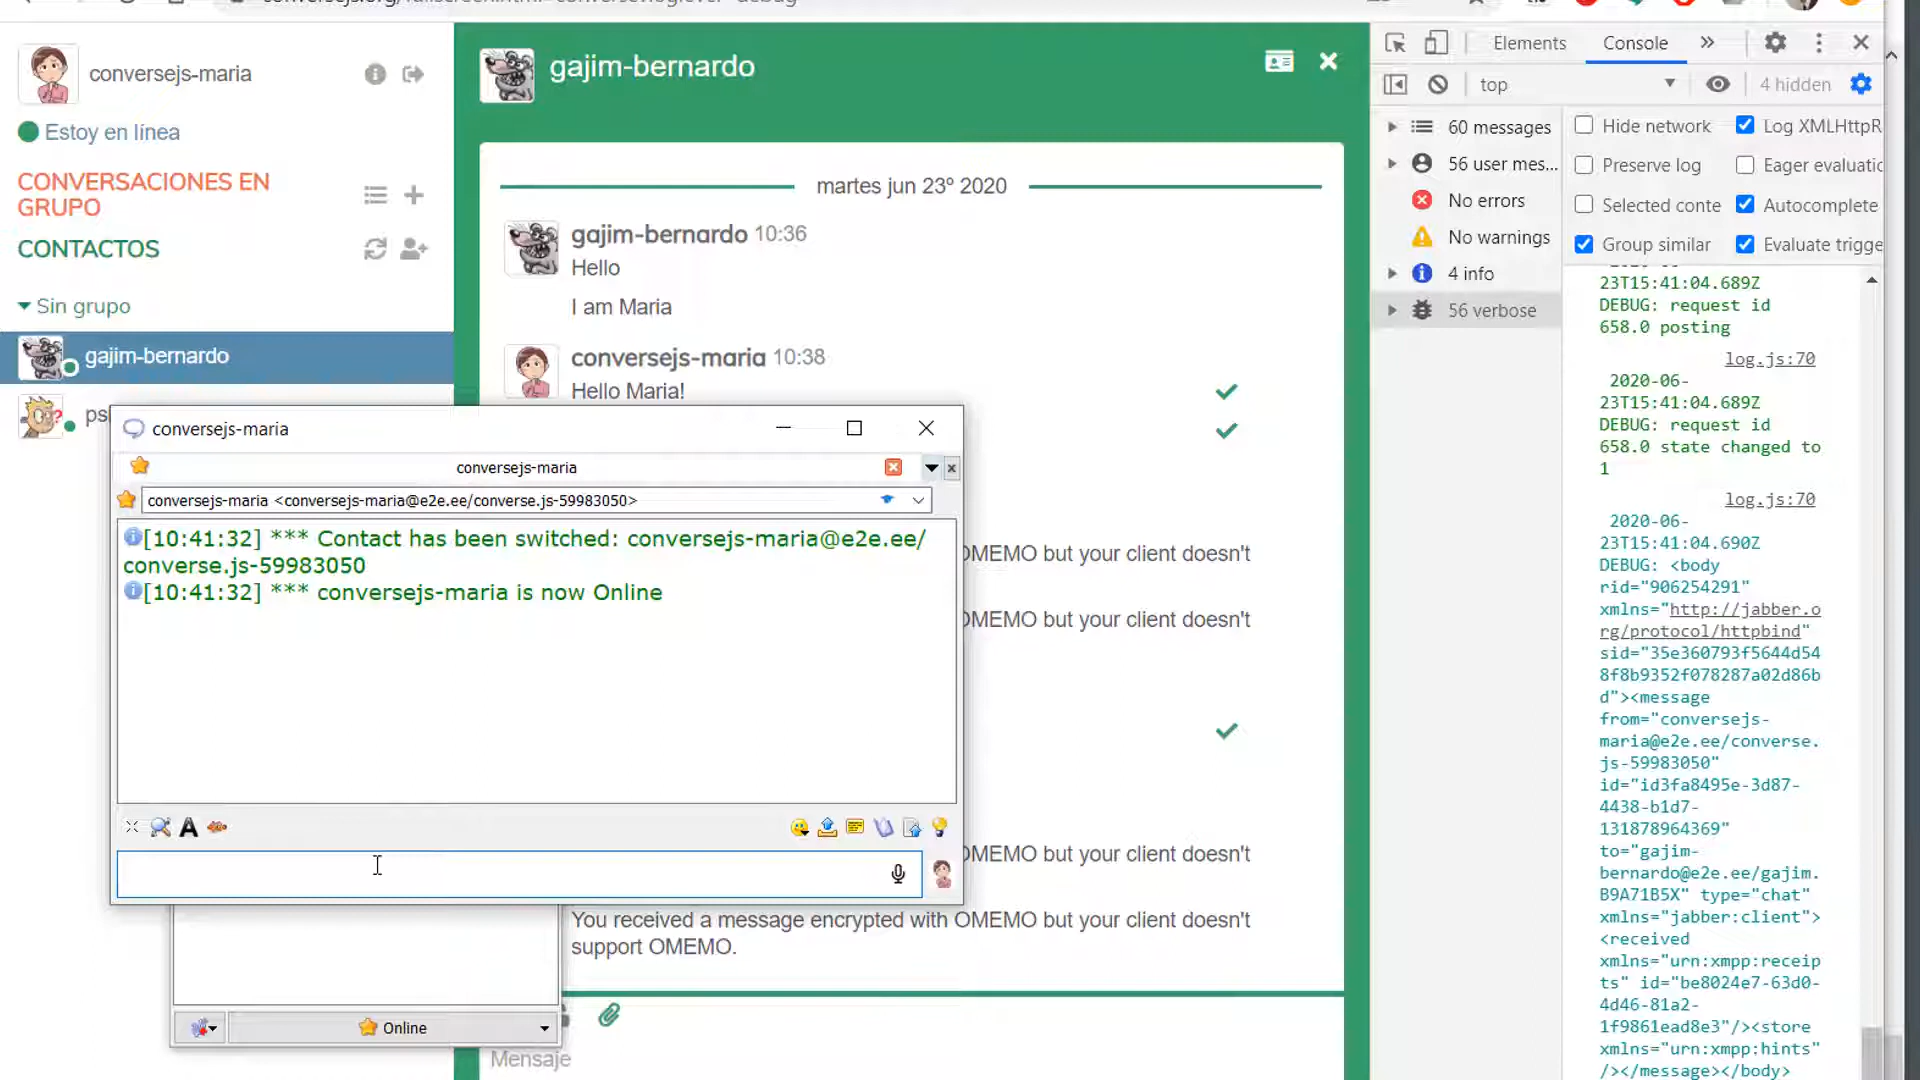 conversejs-maria
Estoy en línea
CONVERSACIONES EN
GRUPO
CONTACTOS
Sin grupo
gajim-bernardo
gajim-bernardo
martes jun 23º 2020
gajim-bernardo 10:36
Hello
I am Maria
conversejs-maria 10:38
Hello Maria!
OMEMO but your client doesn't
OMEMO but your client doesn't
OMEMO but your client doesn't
You received a message encrypted with OMEMO but your client doesn't
support OMEMO.
Mensaje
conversejs-maria
conversejs-maria
conversejs-maria <conversejs-maria@e2e.ee/converse.js-59983050>
[10:41:32] *** Contact has been switched: conversejs-maria@e2e.ee/
converse.js-59983050
[10:41:32] *** conversejs-maria is now Online
Online
Elements
Console
top
4 hidden
60 messages
56 user mes...
No errors
No warnings
4 info
56 verbose
Hide network
Log XMLHttpR
Preserve log
Eager evaluatic
Selected conte
Autocomplete
Group similar
Evaluate trigge
23T15:41:04.689Z
DEBUG: request id
658.0 posting
log.js:70
2020-06-
23T15:41:04.689Z
DEBUG: request id
658.0 state changed to
1
log.js:70
2020-06-
23T15:41:04.690Z
DEBUG: <body
rid="906254291"
xmlns="http://jabber.o
rg/protocol/httpbind"
sid="35e360793f5644d54
8f8b9352f078287a02d86b
d"><message
from="conversejs-
maria@e2e.ee/converse.
js-59983050"
id="id3fa8495e-3d87-
4438-b1d7-
131878964369"
to="gajim-
bernardo@e2e.ee/gajim.
B9A71B5X" type="chat"
xmlns="jabber:client">
<received
xmlns="urn:xmpp:receip
ts" id="be8024e7-63d0-
4d46-81a2-
1f9861ead8e3"/><store
xmlns="urn:xmpp:hints"
/></message></body>